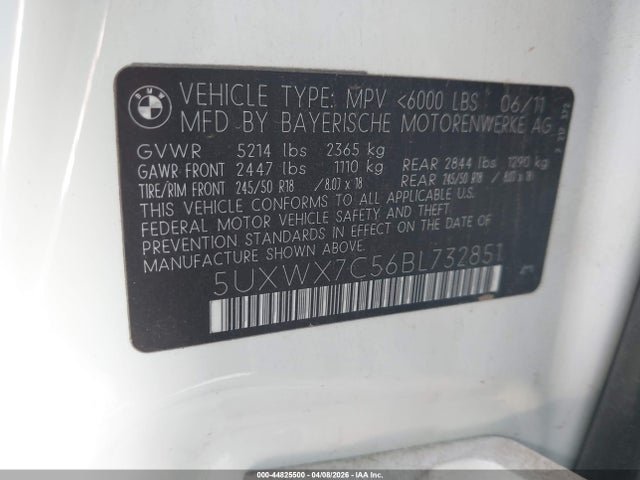 BMW
VEHICLE TYPE: MPV <6000 LBS 06/11
MFD BY BAYERISCHE MOTORENWERKE AG
GVWR 5214 lbs 2365 kg
GAWR FRONT 2447 lbs 1110 kg REAR 2844 lbs 1290 kg
TIRE/RIM FRONT 245/50 R18 / 8.0J x 18 REAR 245/50 R18 / 8.0J x 18
THIS VEHICLE CONFORMS TO ALL APPLICABLE U.S.
FEDERAL MOTOR VEHICLE SAFETY AND THEFT
PREVENTION STANDARDS IN EFFECT ON THE DATE OF
MANUFACTURE SHOWN ABOVE.
5UXWX7C56BL732851
000-44825500 - 04/08/2026 - IAAI.COM